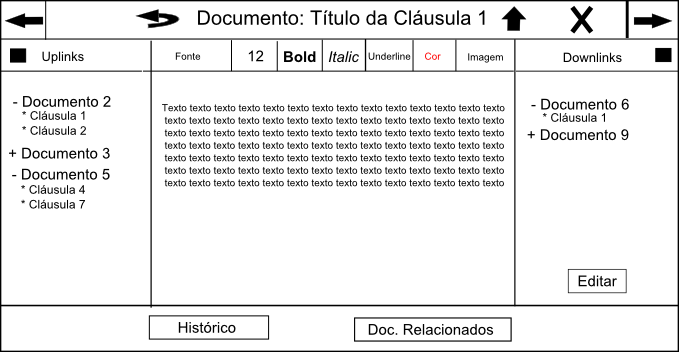 Documento: Título da Cláusula 1
Uplinks
Fonte
12
Bold
Italic
Underline
Cor
Imagem
Downlinks
- Documento 2
* Cláusula 1
* Cláusula 2
+ Documento 3
- Documento 5
* Cláusula 4
* Cláusula 7
Texto texto texto texto texto texto texto texto texto texto texto texto texto texto
texto texto texto texto texto texto texto texto texto texto texto texto texto texto
texto texto texto texto texto texto texto texto texto texto texto texto texto texto
texto texto texto texto texto texto texto texto texto texto texto texto texto texto
texto texto texto texto texto texto texto texto texto texto texto texto texto texto
texto texto texto texto texto texto texto texto texto texto texto texto texto texto
texto texto texto texto texto texto texto texto texto texto texto texto texto texto
- Documento 6
* Cláusula 1
+ Documento 9
Editar
Histórico
Doc. Relacionados